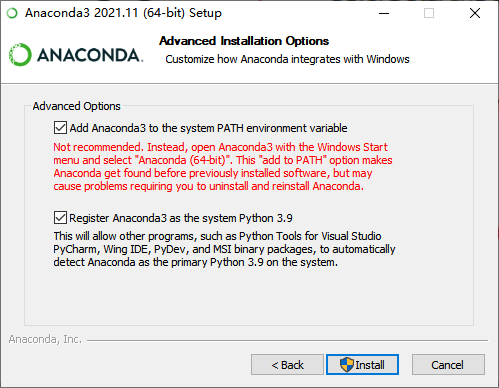 Anaconda3 2021.11 (64-bit) Setup
ANACONDA.
Advanced Installation Options
Customize how Anaconda integrates with Windows
Advanced Options
Add Anaconda3 to the system PATH environment variable
Not recommended. Instead, open Anaconda3 with the Windows Start
menu and select "Anaconda (64-bit)". This "add to PATH" option makes
Anaconda get found before previously installed software, but may
cause problems requiring you to uninstall and reinstall Anaconda.
Register Anaconda3 as the system Python 3.9
This will allow other programs, such as Python Tools for Visual Studio
PyCharm, Wing IDE, PyDev, and MSI binary packages, to automatically
detect Anaconda as the primary Python 3.9 on the system.
Anaconda, Inc.
< Back
Install
Cancel